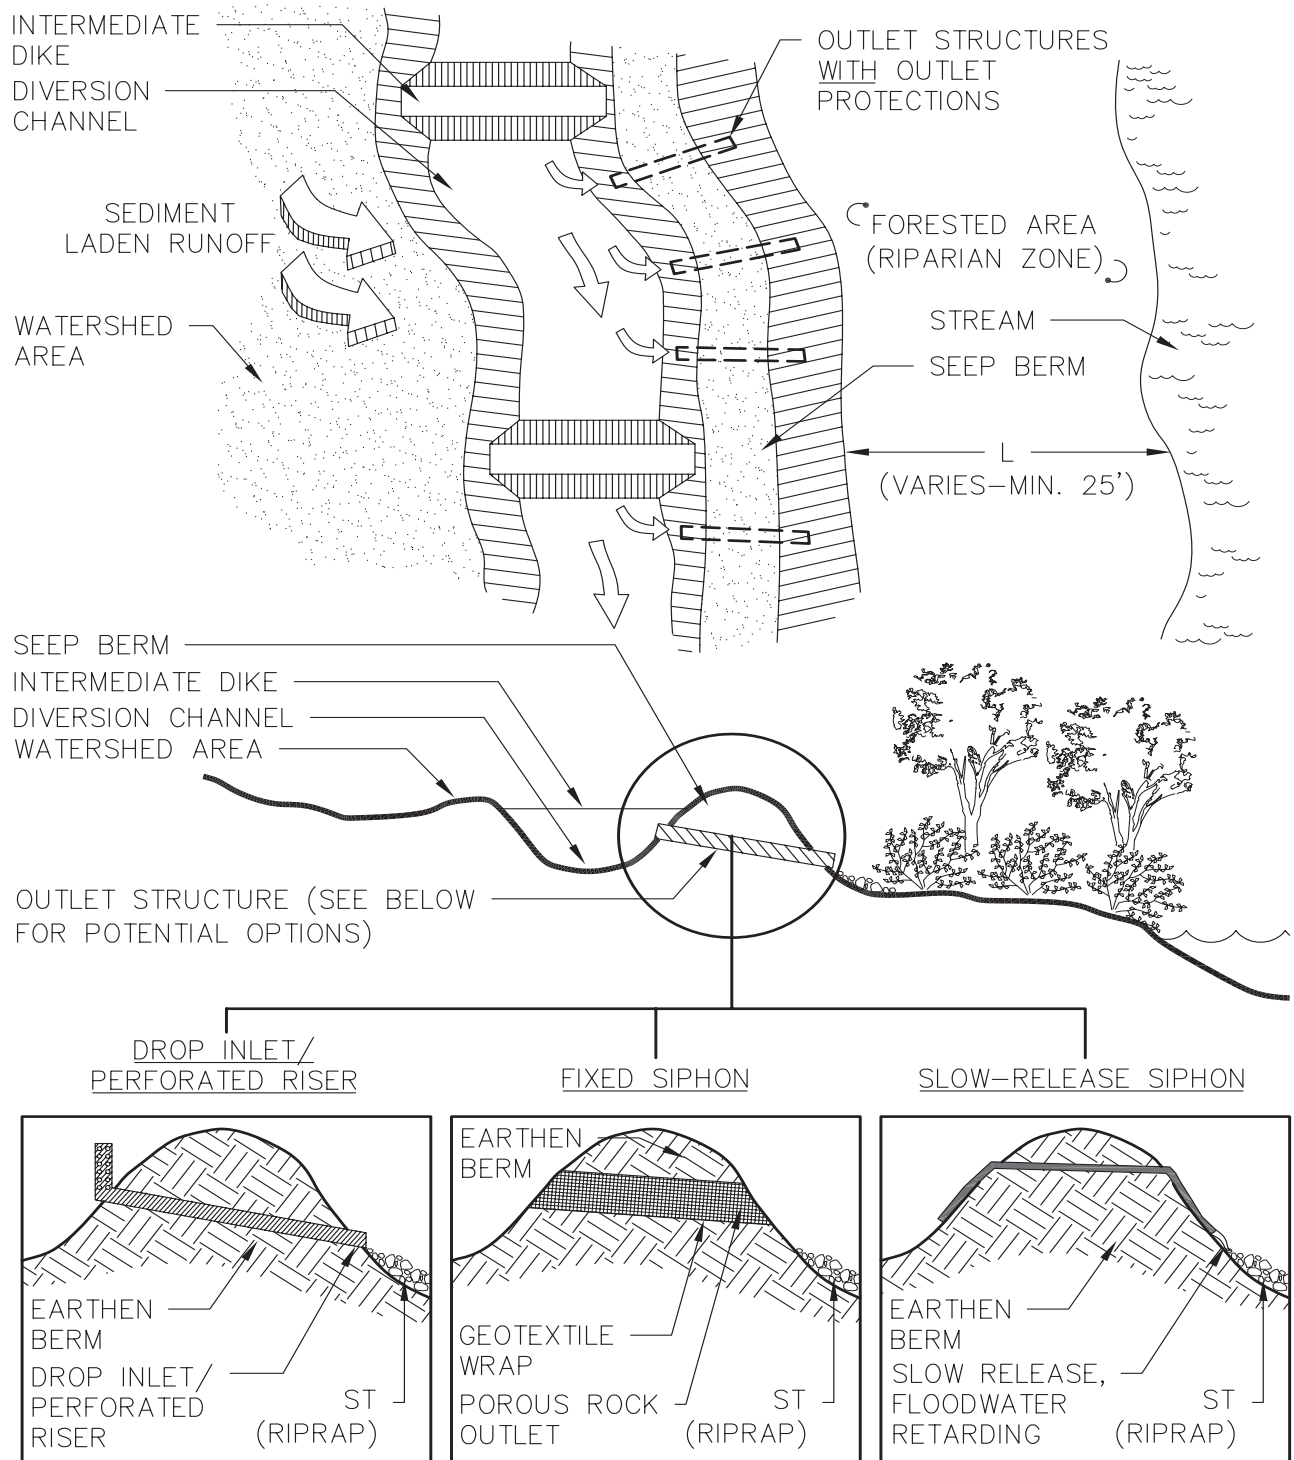 INTERMEDIATE
DIKE
DIVERSION
CHANNEL
OUTLET STRUCTURES
WITH OUTLET
PROTECTIONS
SEDIMENT
LADEN RUNOFF
FORESTED AREA
(RIPARIAN ZONE)
WATERSHED
AREA
STREAM
SEEP BERM
L
(VARIES-MIN. 25')
SEEP BERM
INTERMEDIATE DIKE
DIVERSION CHANNEL
WATERSHED AREA
OUTLET STRUCTURE (SEE BELOW
FOR POTENTIAL OPTIONS)
DROP INLET/
PERFORATED RISER
FIXED SIPHON
SLOW-RELEASE SIPHON
EARTHEN
BERM
DROP INLET/
PERFORATED
RISER
ST
(RIPRAP)
EARTHEN
BERM
GEOTEXTILE
WRAP
POROUS ROCK
OUTLET
ST
(RIPRAP)
EARTHEN
BERM
SLOW RELEASE,
FLOODWATER
RETARDING
ST
(RIPRAP)